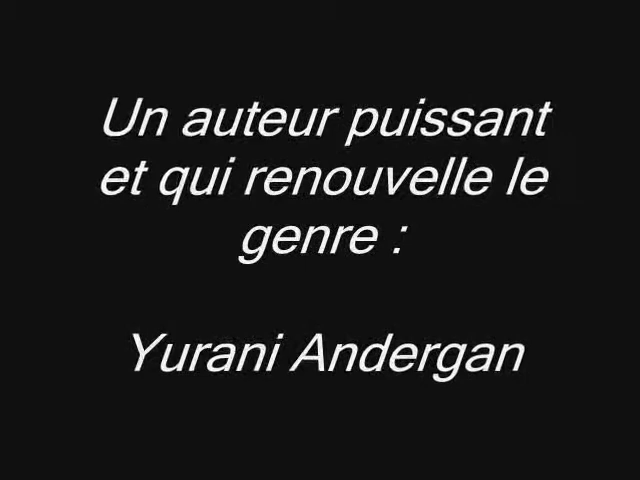 Un auteur puissant
et qui renouvelle le
genre :
Yurani Andergan